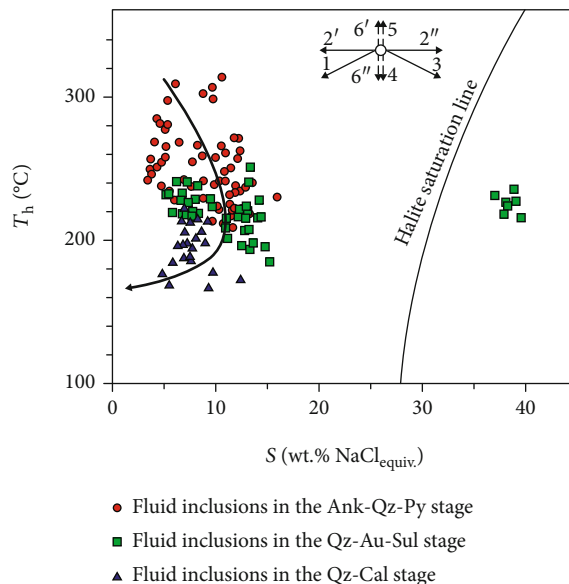 6′ 5
2′ 2″
1 3
6″ 4
300
200
100
T_h (°C)
Halite saturation line
0 10 20 30 40
S (wt.% NaCl_equiv.)
Fluid inclusions in the Ank-Qz-Py stage
Fluid inclusions in the Qz-Au-Sul stage
Fluid inclusions in the Qz-Cal stage